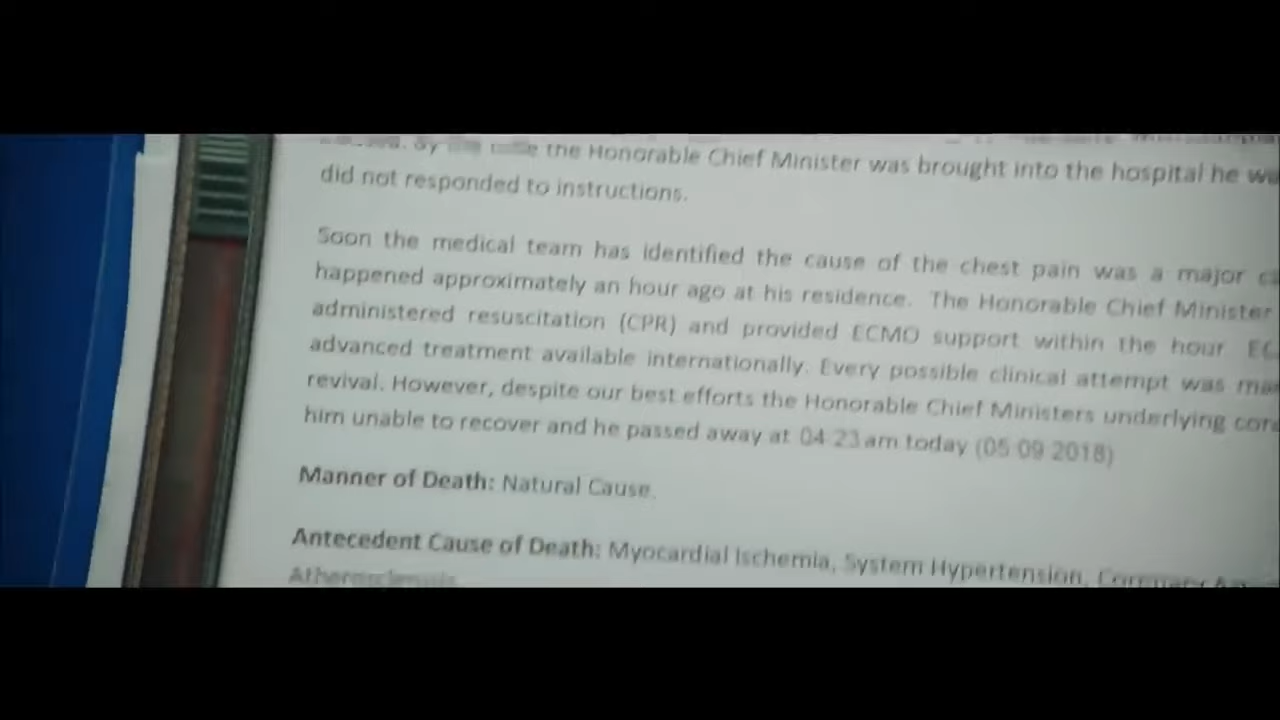 the Honorable Chief Minister was brought into the hospital he
did not responded to instructions.
Soon the medical team has identified the cause of the chest pain was a major
happened approximately an hour ago at his residence. The Honorable Chief Minister
administered resuscitation (CPR) and provided ECMO support within the hour
advanced treatment available internationally. Every possible clinical attempt was
revival. However, despite our best efforts the Honorable Chief Ministers underlying
him unable to recover and he passed away at 04 23 am today (05 09 2018)
Manner of Death: Natural Cause.
Antecedent Cause of Death: Myocardial Ischemia, System Hypertension, Coronary
Atherosclerosis